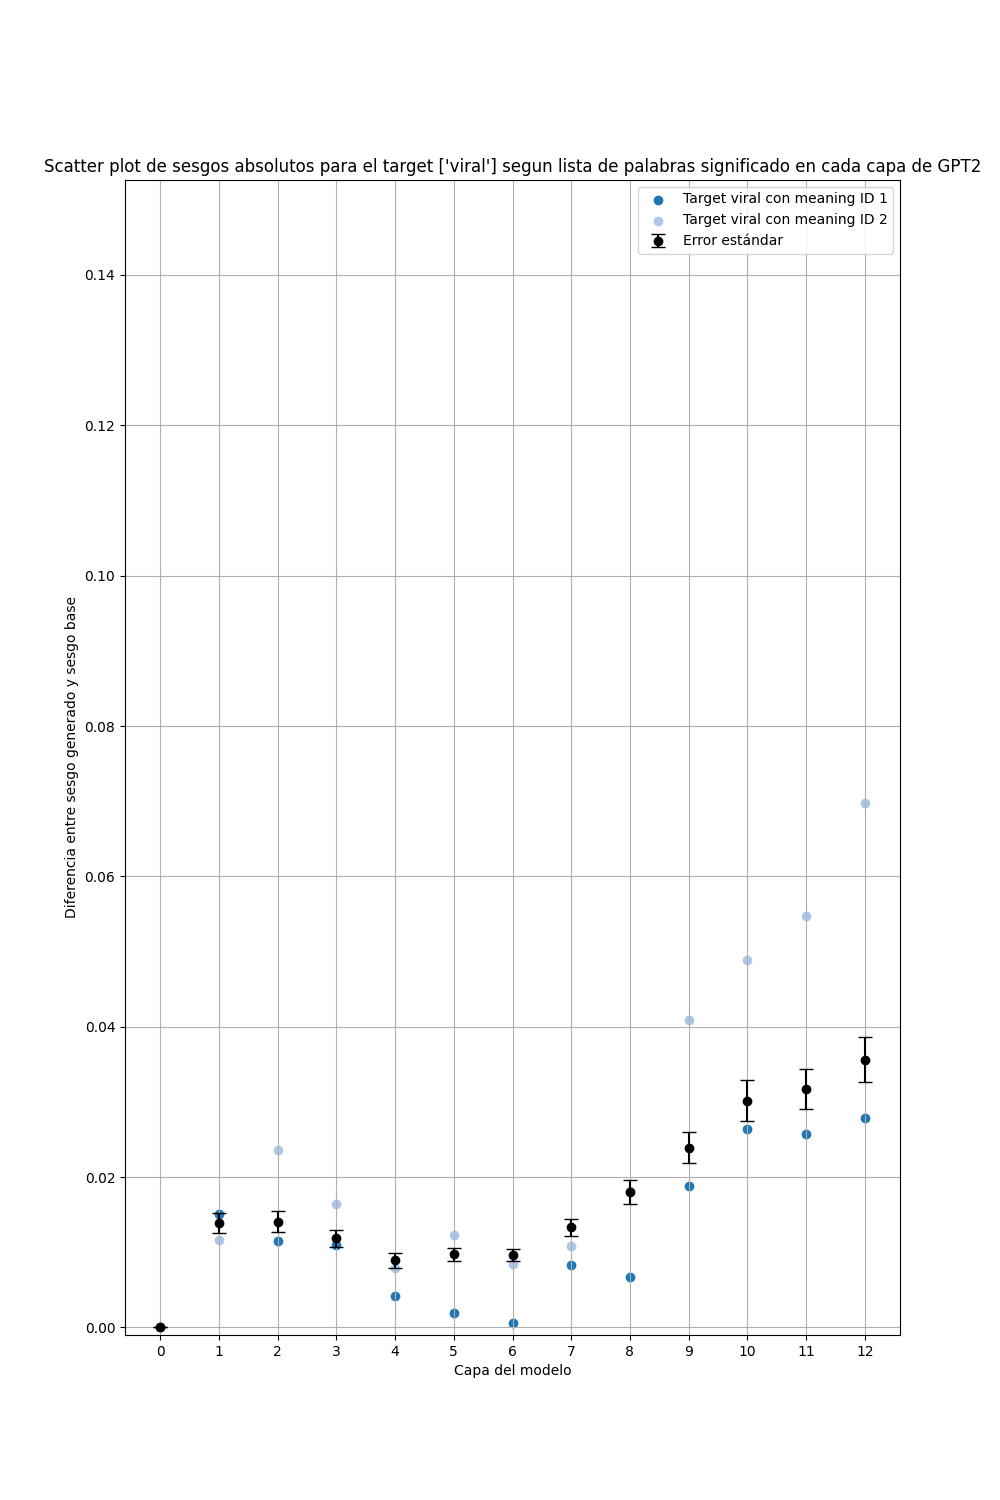 Scatter plot de sesgos absolutos para el target ['viral'] segun lista de palabras significado en cada capa de GPT2
Target viral con meaning ID 1
Target viral con meaning ID 2
Error estándar
Diferencia entre sesgo generado y sesgo base
0.14
0.12
0.10
0.08
0.06
0.04
0.02
0.00
0 1 2 3 4 5 6 7 8 9 10 11 12
Capa del modelo